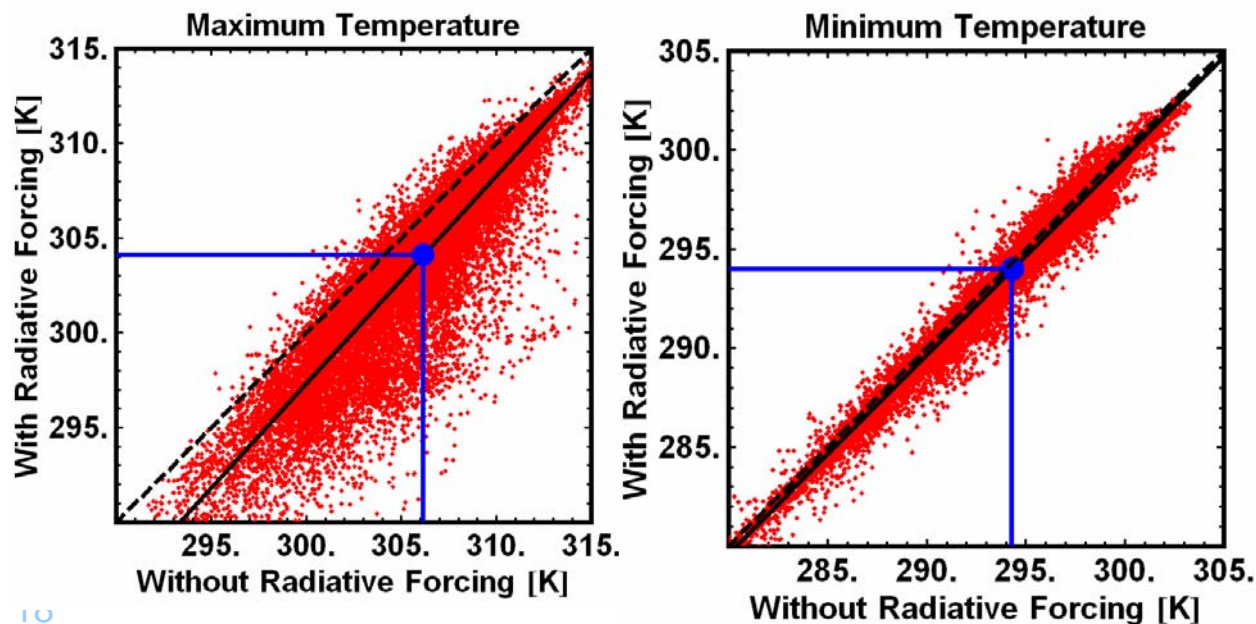 Maximum Temperature
With Radiative Forcing [K]
315.
310.
305.
300.
295.
295. 300. 305. 310. 315.
Without Radiative Forcing [K]
Minimum Temperature
With Radiative Forcing [K]
305.
300.
295.
290.
285.
285. 290. 295. 300. 305.
Without Radiative Forcing [K]